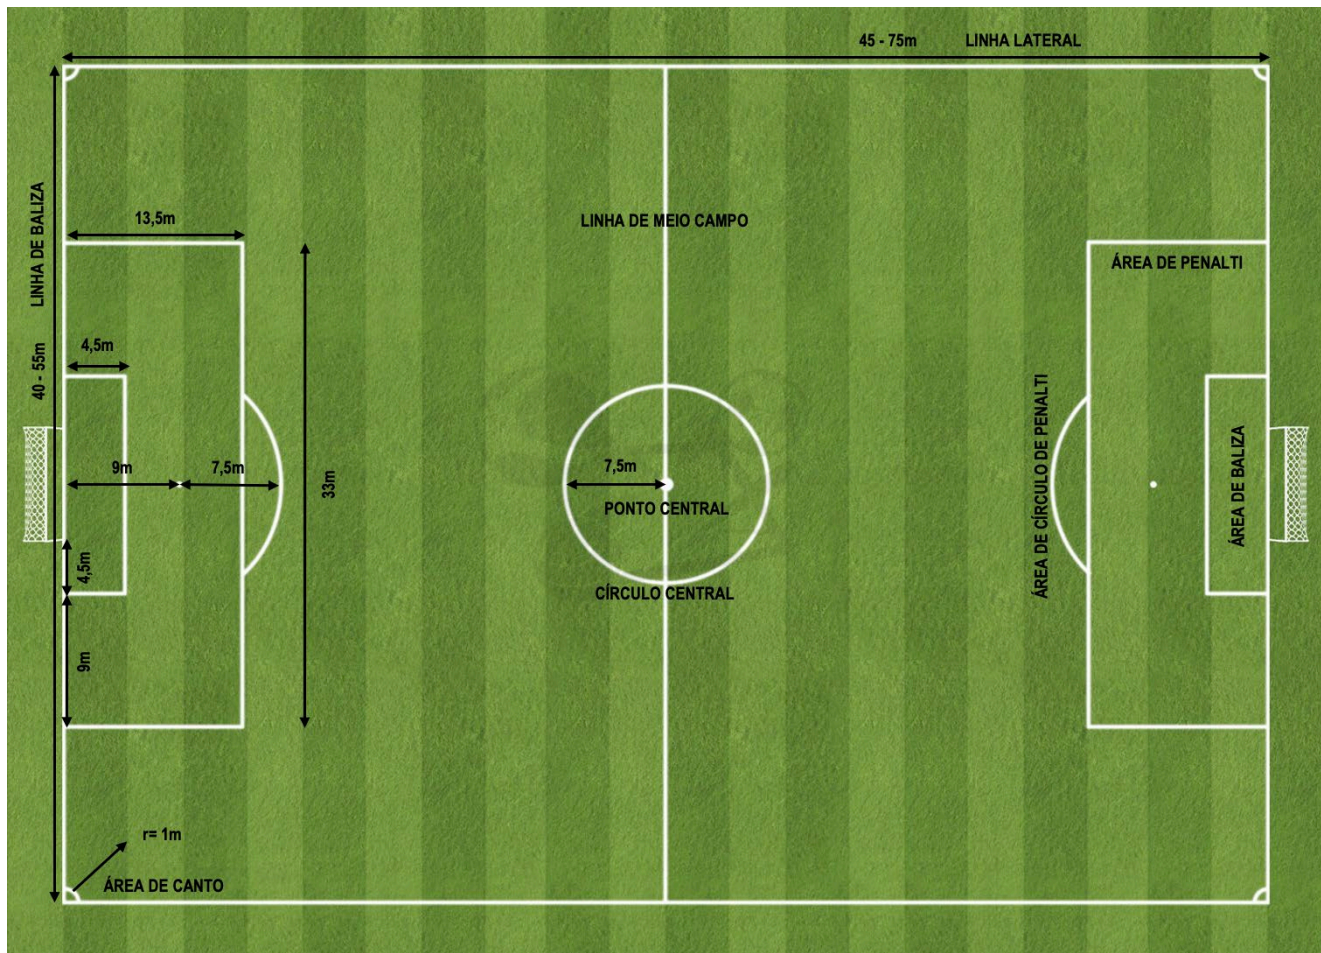 45 - 75m LINHA LATERAL
LINHA DE BALIZA
40 - 55m
13,5m
LINHA DE MEIO CAMPO
ÁREA DE PENALTI
4,5m
9m
7,5m
33m
7,5m
PONTO CENTRAL
CÍRCULO CENTRAL
ÁREA DE CÍRCULO DE PENALTI
ÁREA DE BALIZA
4,5m
9m
r= 1m
ÁREA DE CANTO